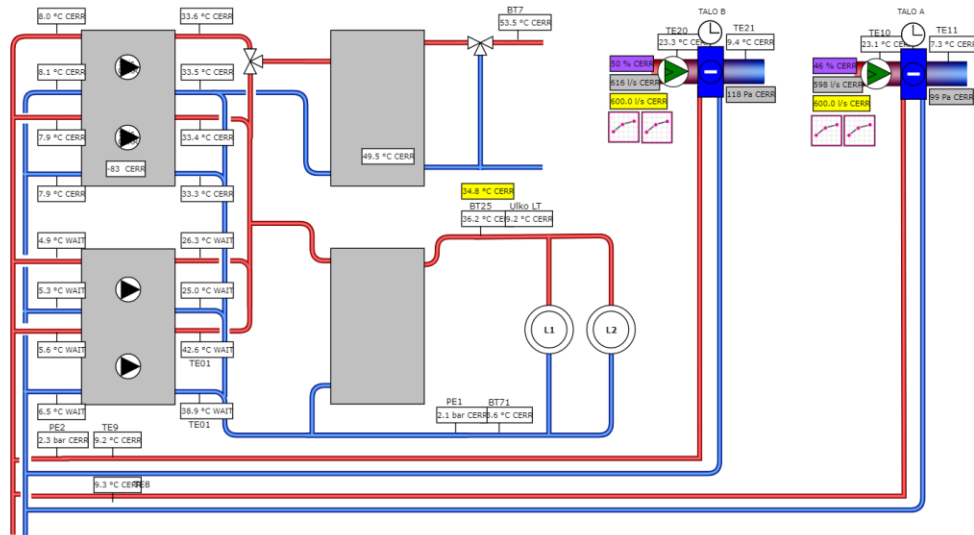 TALO B
TALO A
8.0 °C CERR
33.6 °C CERR
BT7
53.5 °C CERR
TE20
23.3 °C CERR
TE21
9.4 °C CERR
TE10
23.1 °C CERR
TE11
7.3 °C CERR
50 % CERR
616 l/s CERR
600.0 l/s CERR
118 Pa CERR
46 % CERR
598 l/s CERR
600.0 l/s CERR
99 Pa CERR
8.1 °C CERR
33.5 °C CERR
7.9 °C CERR
33.4 °C CERR
-83 CERR
49.5 °C CERR
7.9 °C CERR
33.3 °C CERR
34.8 °C CERR
BT25
Ulko LT
36.2 °C CER
9.2 °C CERR
4.9 °C WAIT
26.3 °C WAIT
5.3 °C WAIT
25.0 °C WAIT
L1
L2
5.6 °C WAIT
42.6 °C WAIT
TE01
6.5 °C WAIT
38.9 °C WAIT
TE01
PE1
2.1 bar CERR
BT71
.6 °C CERR
PE2
2.3 bar CERR
TE9
9.2 °C CERR
9.3 °C CERR
TE8